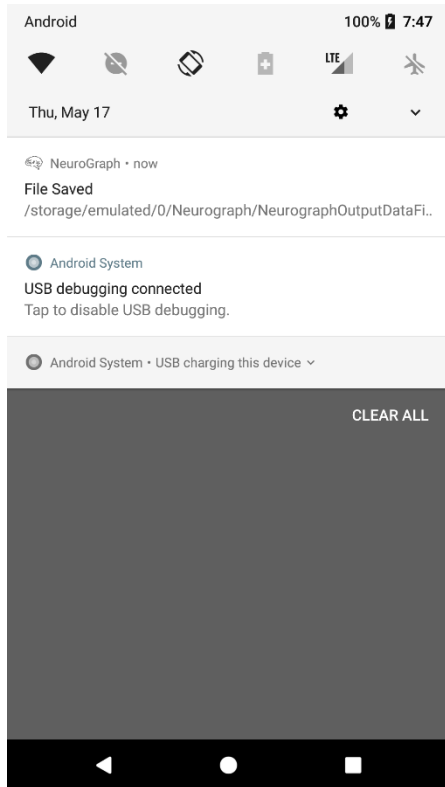 Android 100% 7:47
LTE
Thu, May 17
NeuroGraph • now
File Saved
/storage/emulated/0/Neurograph/NeurographOutputDataFi..
Android System
USB debugging connected
Tap to disable USB debugging.
Android System • USB charging this device
CLEAR ALL